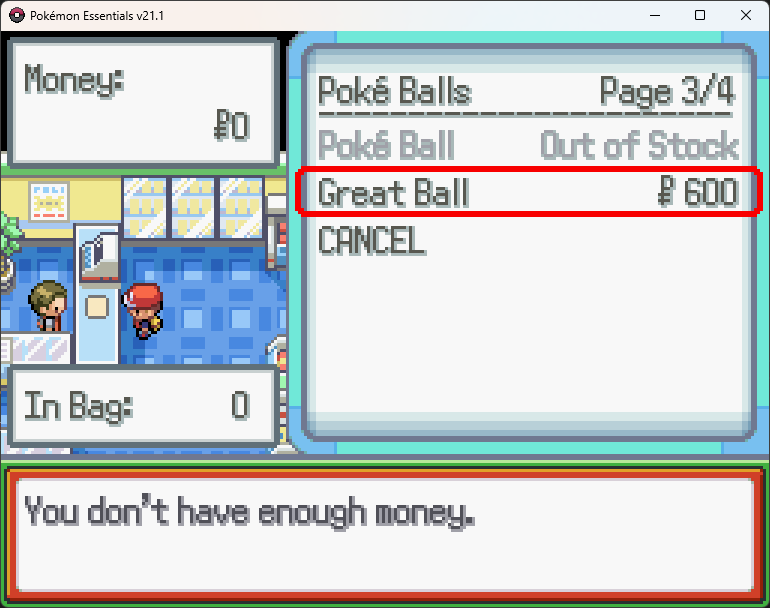 Pokémon Essentials v21.1
Money:
₽0
Poké Balls Page 3/4
Poké Ball Out of Stock
Great Ball ₽ 600
CANCEL
In Bag: 0
You don't have enough money.